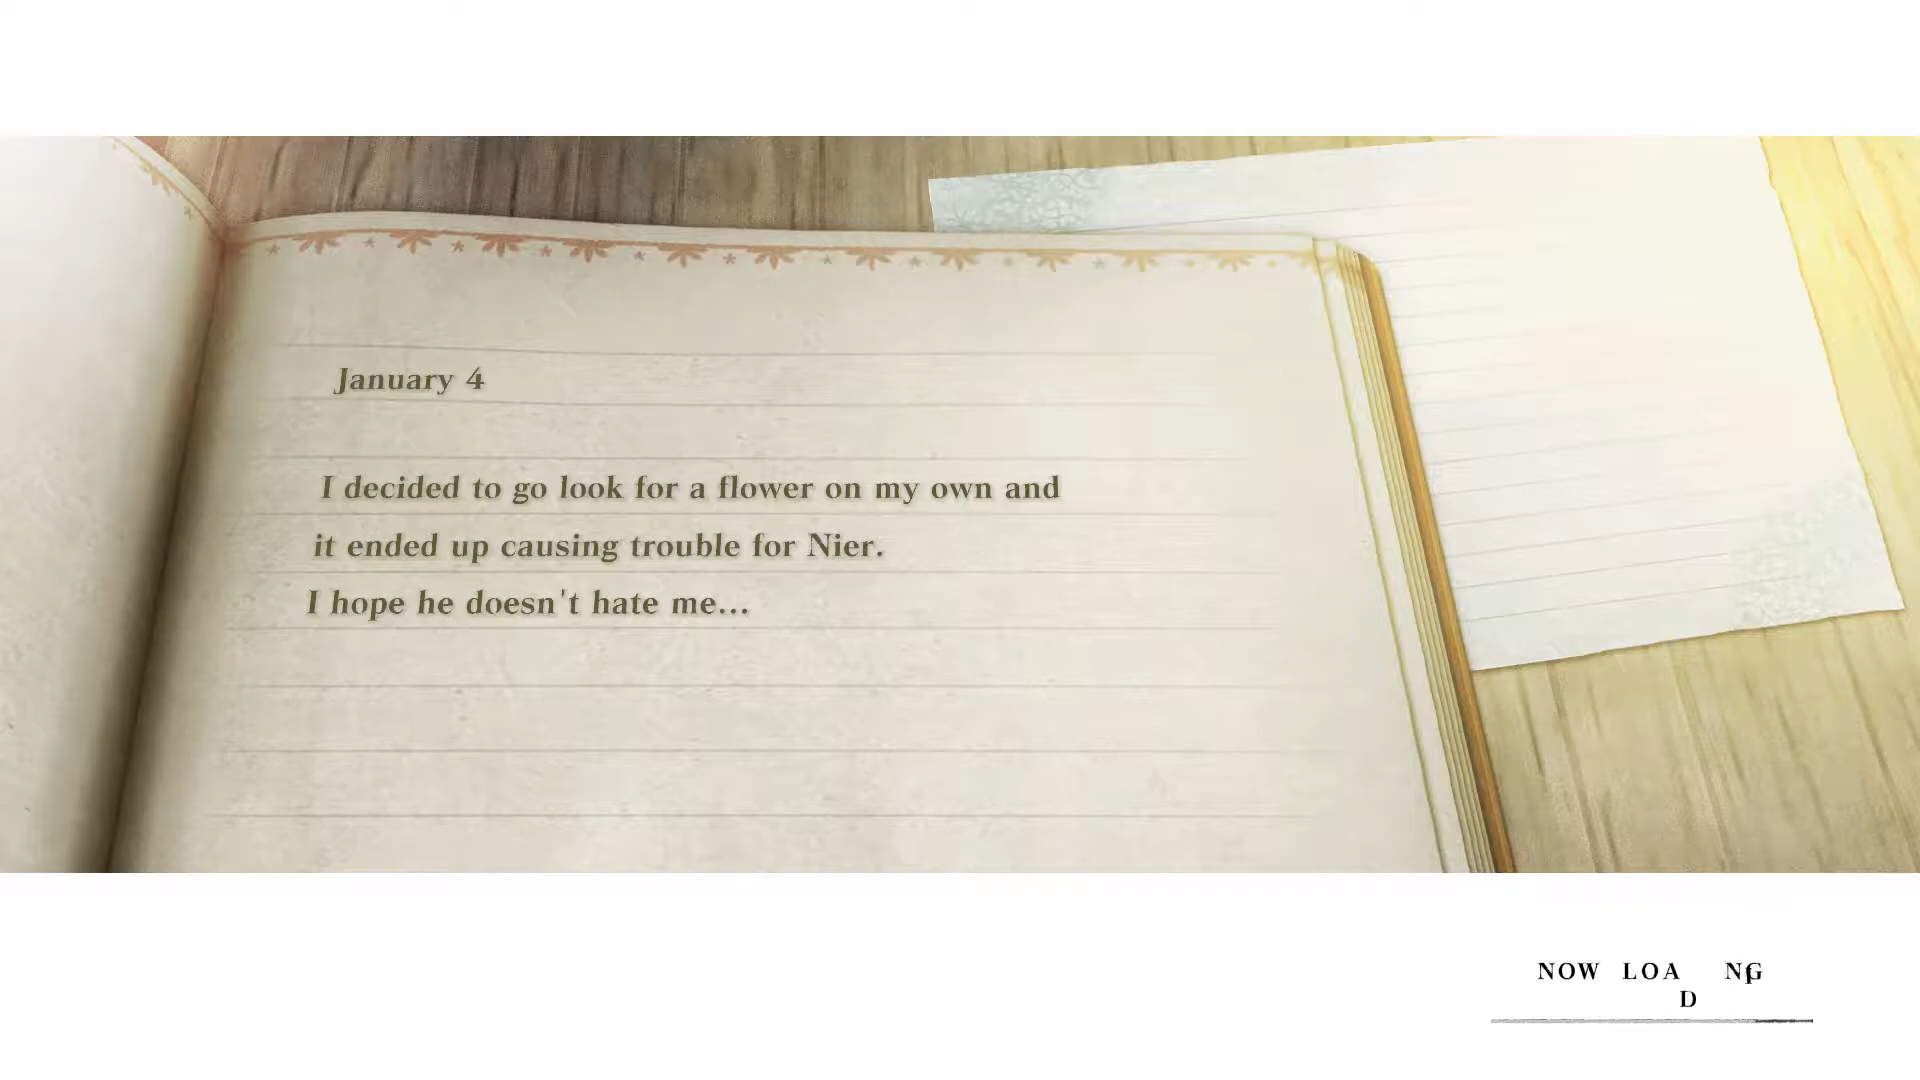 January 4
I decided to go look for a flower on my own and
it ended up causing trouble for Nier.
I hope he doesn't hate me...
NOW LOADING